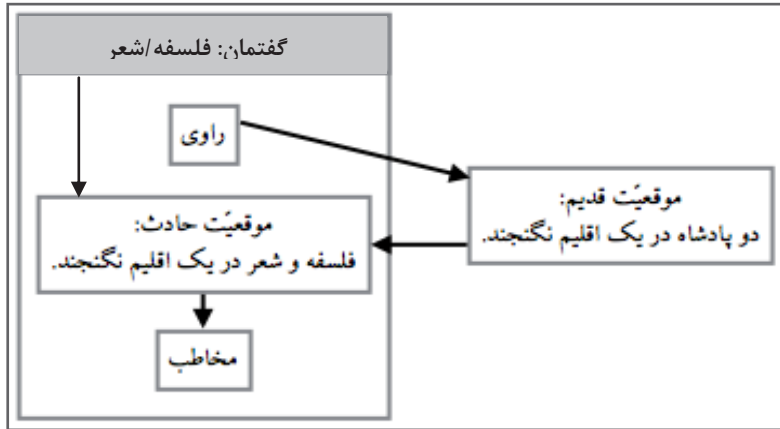 گفتمان: فلسفه/شعر
راوی
موقعیّت قدیم:
دو پادشاه در یک اقلیم نگنجند.
موقعیّت حادث:
فلسفه و شعر در یک اقلیم نگنجند.
مخاطب